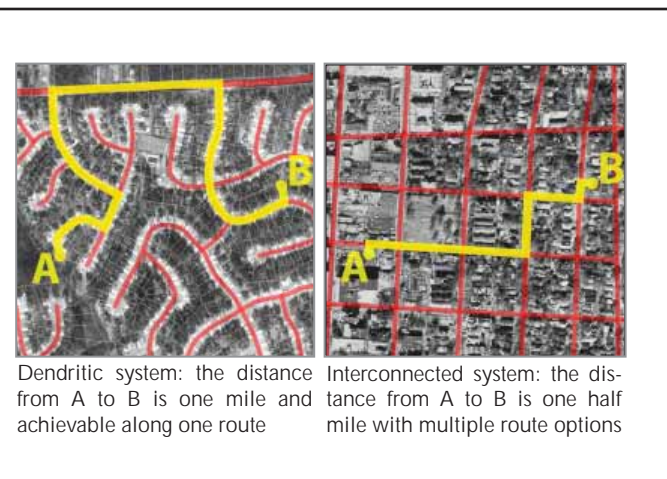 B
A
B
A
Dendritic system: the distance
from A to B is one mile and
achievable along one route
Interconnected system: the dis-
tance from A to B is one half
mile with multiple route options